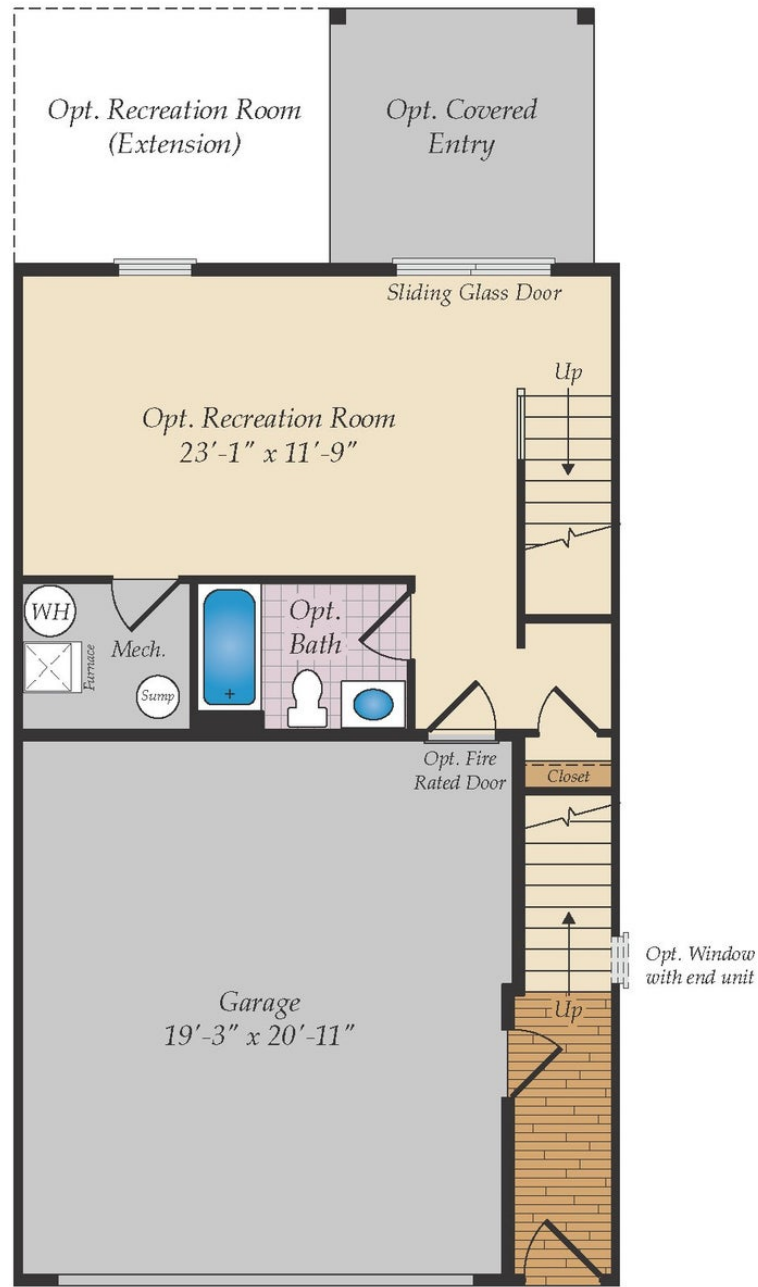 Opt. Recreation Room
(Extension)
Opt. Covered
Entry
Sliding Glass Door
Up
Opt. Recreation Room
23'-1" x 11'-9"
WH
Furnace
Mech.
Sump
Opt.
Bath
Opt. Fire
Rated Door
Closet
Opt. Window
with end unit
Up
Garage
19'-3" x 20'-11"